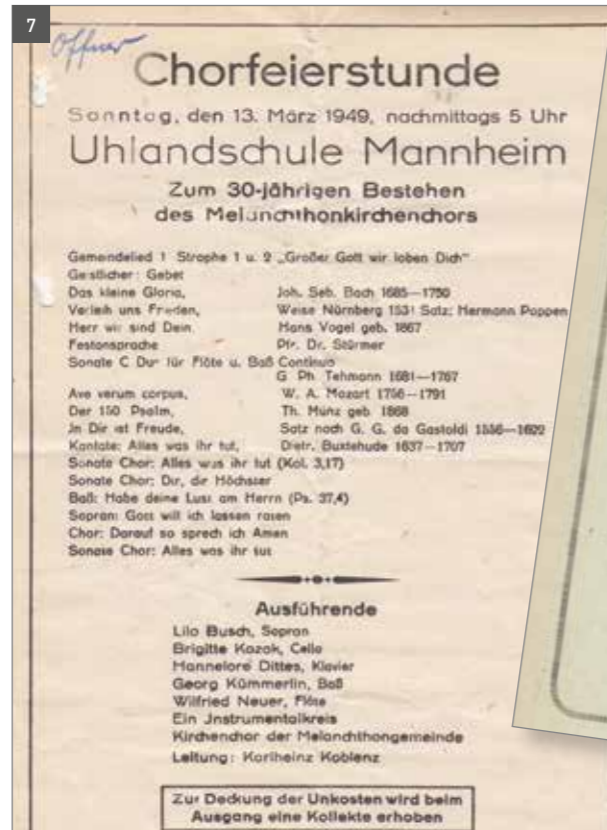 7
Offner
Chorfeierstunde
Sonntag, den 13. März 1949, nachmittags 5 Uhr
Uhlandschule Mannheim
Zum 30-jährigen Bestehen
des Melanchthonkirchenchors
Gemeindelied 1 Strophe 1 u. 2 „Großer Gott wir loben Dich"
Geistlicher: Gebet
Das kleine Gloria, Joh. Seb. Bach 1685—1750
Verleih uns Frieden, Weise Nürnberg 1531 Satz: Hermann Poppen
Herr wir sind Dein. Hans Vogel geb. 1867
Festansprache Pfr. Dr. Stürmer
Sonate C Dur für Flöte u. Baß Continuo
G. Ph. Tehmann 1681—1767
Ave verum corpus, W. A. Mozart 1756—1791
Der 150 Psalm, Th. Münz geb 1868
Jn Dir ist Freude, Satz nach G. G. da Gastoldi 1556—1622
Kantate: Alles was ihr tut, Dietr. Buxtehude 1637—1707
Sonate Chor: Alles was ihr tut (Kol. 3,17)
Sonate Chor: Dir, dir Höchster
Baß: Habe deine Lust am Herrn (Ps. 37,4)
Sopran: Gott will ich lassen raten
Chor: Darauf so sprech ich Amen
Sonate Chor: Alles was ihr tut
Ausführende
Lilo Busch, Sopran
Brigitte Kozak, Cello
Hannelore Dittes, Klavier
Georg Kümmerlin, Baß
Wilfried Neuer, Flöte
Ein Jnstrumentalkreis
Kirchenchor der Melanchthongemeinde
Leitung: Karlheinz Koblenz
Zur Deckung der Unkosten wird beim
Ausgang eine Kollekte erhoben